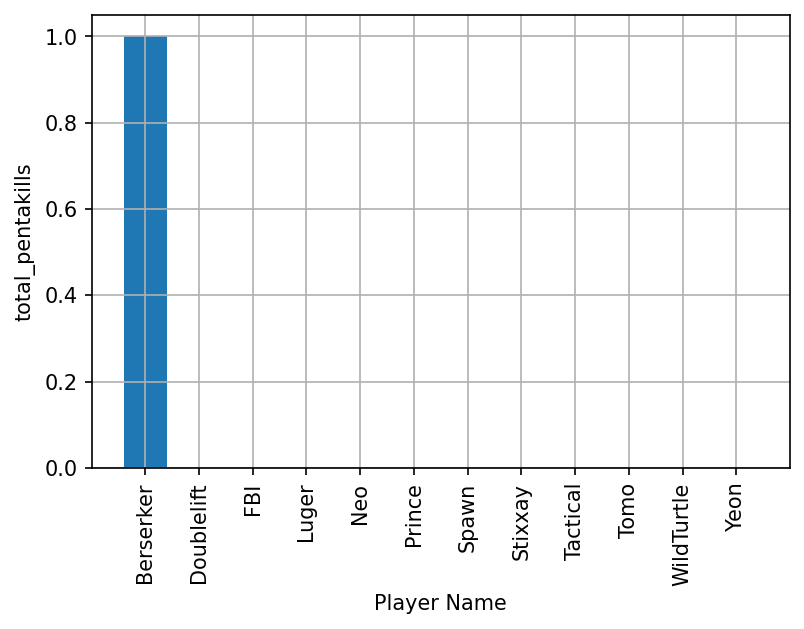 1.0
0.8
0.6
0.4
0.2
0.0
total_pentakills
Berserker
Doublelift
FBI
Luger
Neo
Prince
Spawn
Stixxay
Tactical
Tomo
WildTurtle
Yeon
Player Name